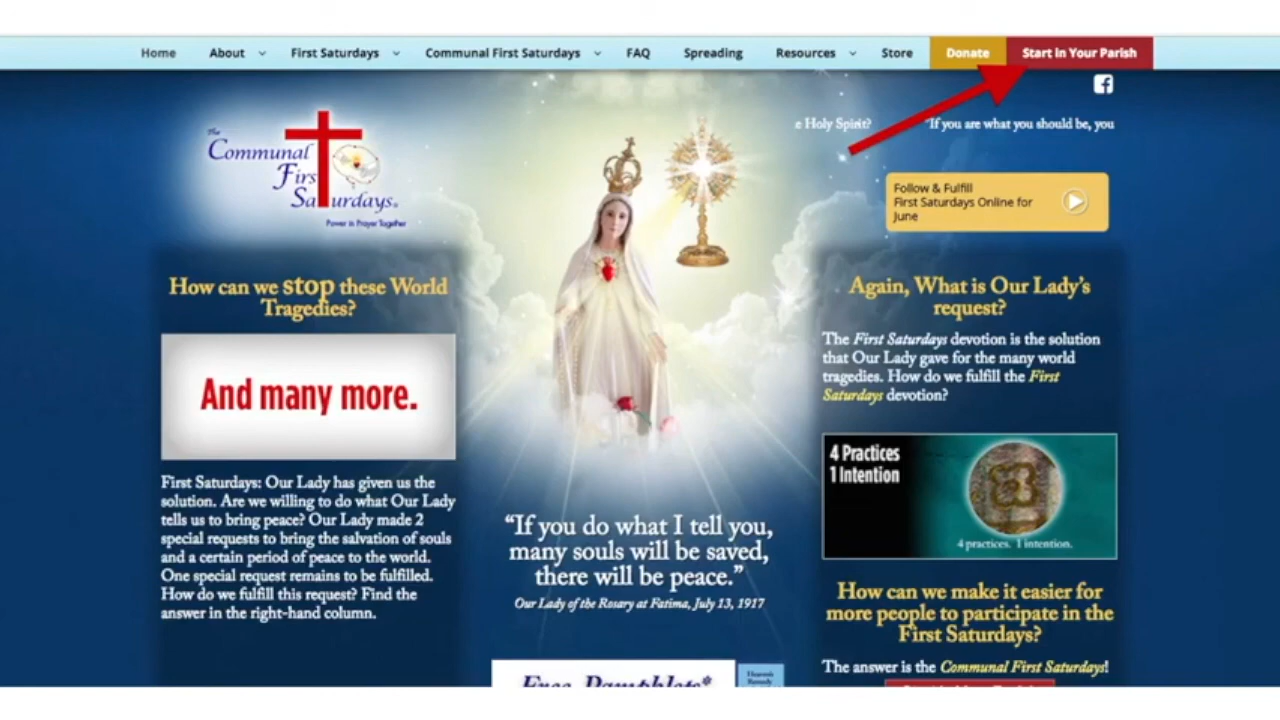 Home About First Saturdays Communal First Saturdays FAQ Spreading Resources Store Donate Start in Your Parish
e Holy Spirit? "If you are what you should be, you
The
Communal
First
Saturdays®
Power in Prayer Together
Follow & Fulfill
First Saturdays Online for
June
How can we stop these World
Tragedies?
And many more.
First Saturdays: Our Lady has given us the
solution. Are we willing to do what Our Lady
tells us to bring peace? Our Lady made 2
special requests to bring the salvation of souls
and a certain period of peace to the world.
One special request remains to be fulfilled.
How do we fulfill this request? Find the
answer in the right-hand column.
“If you do what I tell you,
many souls will be saved,
there will be peace.”
Our Lady of the Rosary at Fatima, July 13, 1917
Free Pamphlets*
Heaven's
Remedy
Again, What is Our Lady’s
request?
The First Saturdays devotion is the solution
that Our Lady gave for the many world
tragedies. How do we fulfill the First
Saturdays devotion?
4 Practices
1 Intention
4 practices. 1 intention.
How can we make it easier for
more people to participate in the
First Saturdays?
The answer is the Communal First Saturdays!